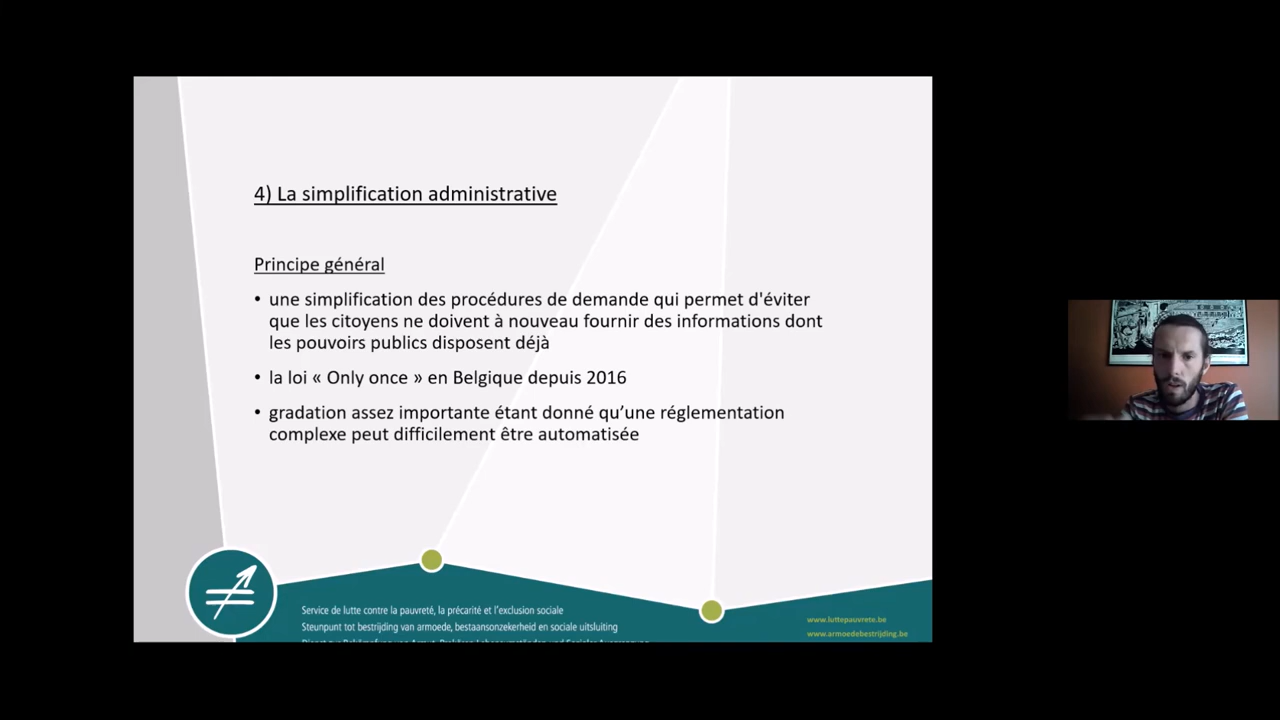 4) La simplification administrative
Principe général
• une simplification des procédures de demande qui permet d'éviter
que les citoyens ne doivent à nouveau fournir des informations dont
les pouvoirs publics disposent déjà
• la loi « Only once » en Belgique depuis 2016
• gradation assez importante étant donné qu’une réglementation
complexe peut difficilement être automatisée
Service de lutte contre la pauvreté, la précarité et l'exclusion sociale
Steunpunt tot bestrijding van armoede, bestaansonzekerheid en sociale uitsluiting
www.luttepauvrete.be
www.armoedebestrijding.be